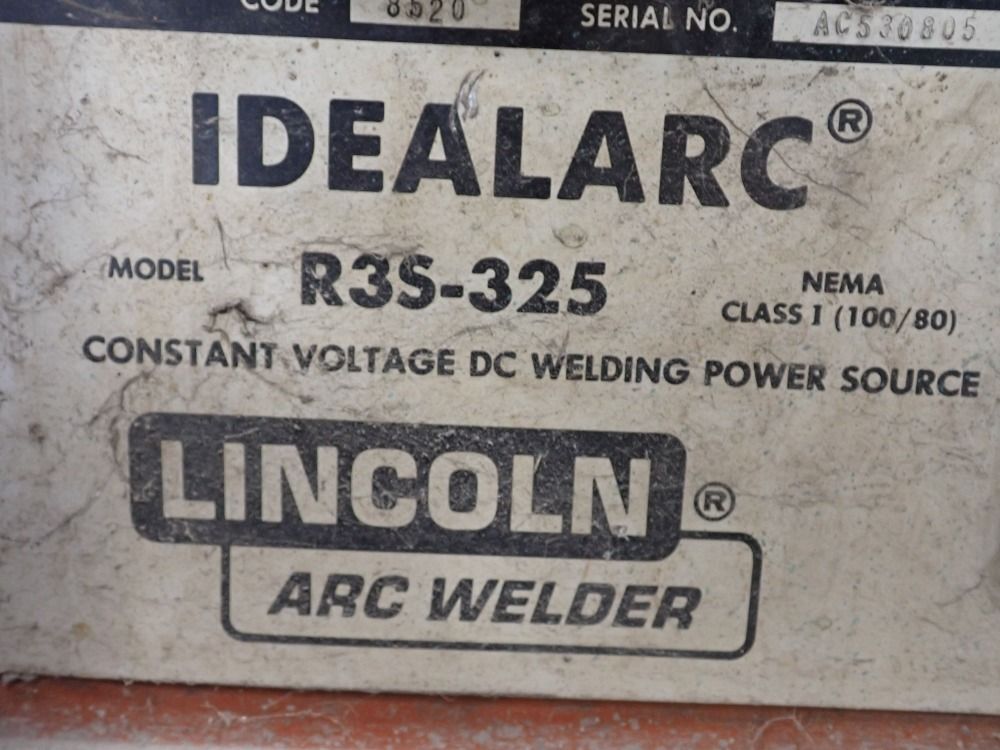 CODE 8520 SERIAL NO. AC530805
IDEALARC®
MODEL R3S-325 NEMA
CLASS I (100/80)
CONSTANT VOLTAGE DC WELDING POWER SOURCE
LINCOLN ®
ARC WELDER